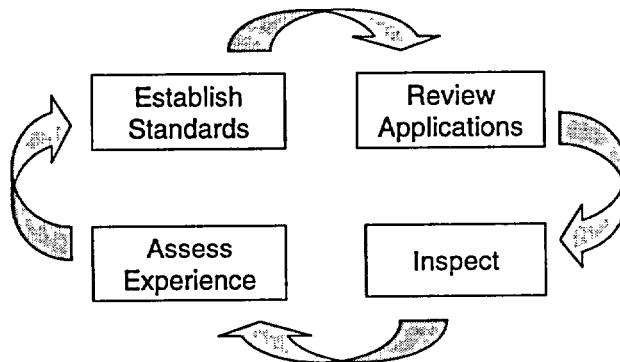 Establish
Standards
Review
Applications
Inspect
Assess
Experience